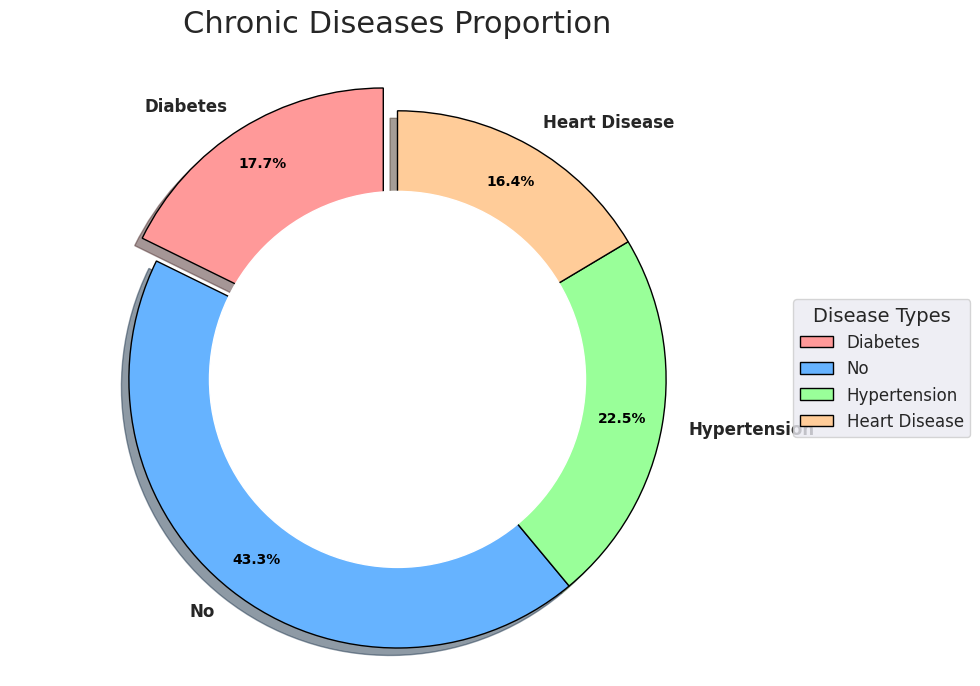 Chronic Diseases Proportion
Diabetes
Heart Disease
17.7%
16.4%
Disease Types
Diabetes
No
Hypertension
Heart Disease
22.5%
Hypertension
43.3%
No